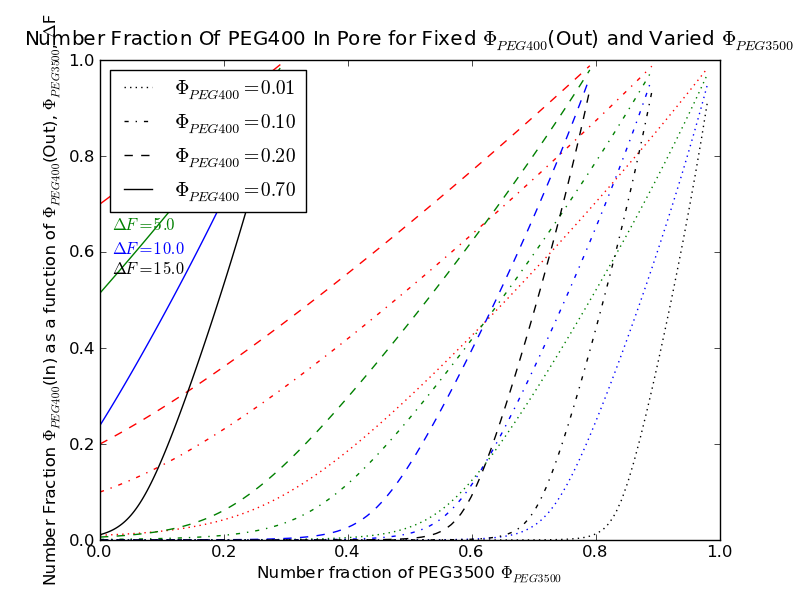 Number Fraction Of PEG400 In Pore for Fixed Φ_PEG400(Out) and Varied Φ_PEG3500
Number Fraction Φ_PEG400(In) as a function of Φ_PEG400(Out), Φ_PEG3500, ΔF
Φ_PEG400 = 0.01
Φ_PEG400 = 0.10
Φ_PEG400 = 0.20
Φ_PEG400 = 0.70
ΔF = 5.0
ΔF = 10.0
ΔF = 15.0
1.0
0.8
0.6
0.4
0.2
0.0
0.0 0.2 0.4 0.6 0.8 1.0
Number fraction of PEG3500 Φ_PEG3500